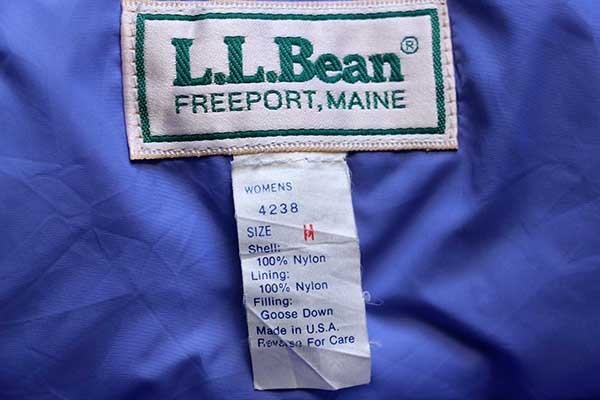 L.L.Bean®
FREEPORT, MAINE
WOMENS
4238
SIZE M
Shell:
100% Nylon
Lining:
100% Nylon
Filling:
Goose Down
Made in U.S.A.
Reverse For Care